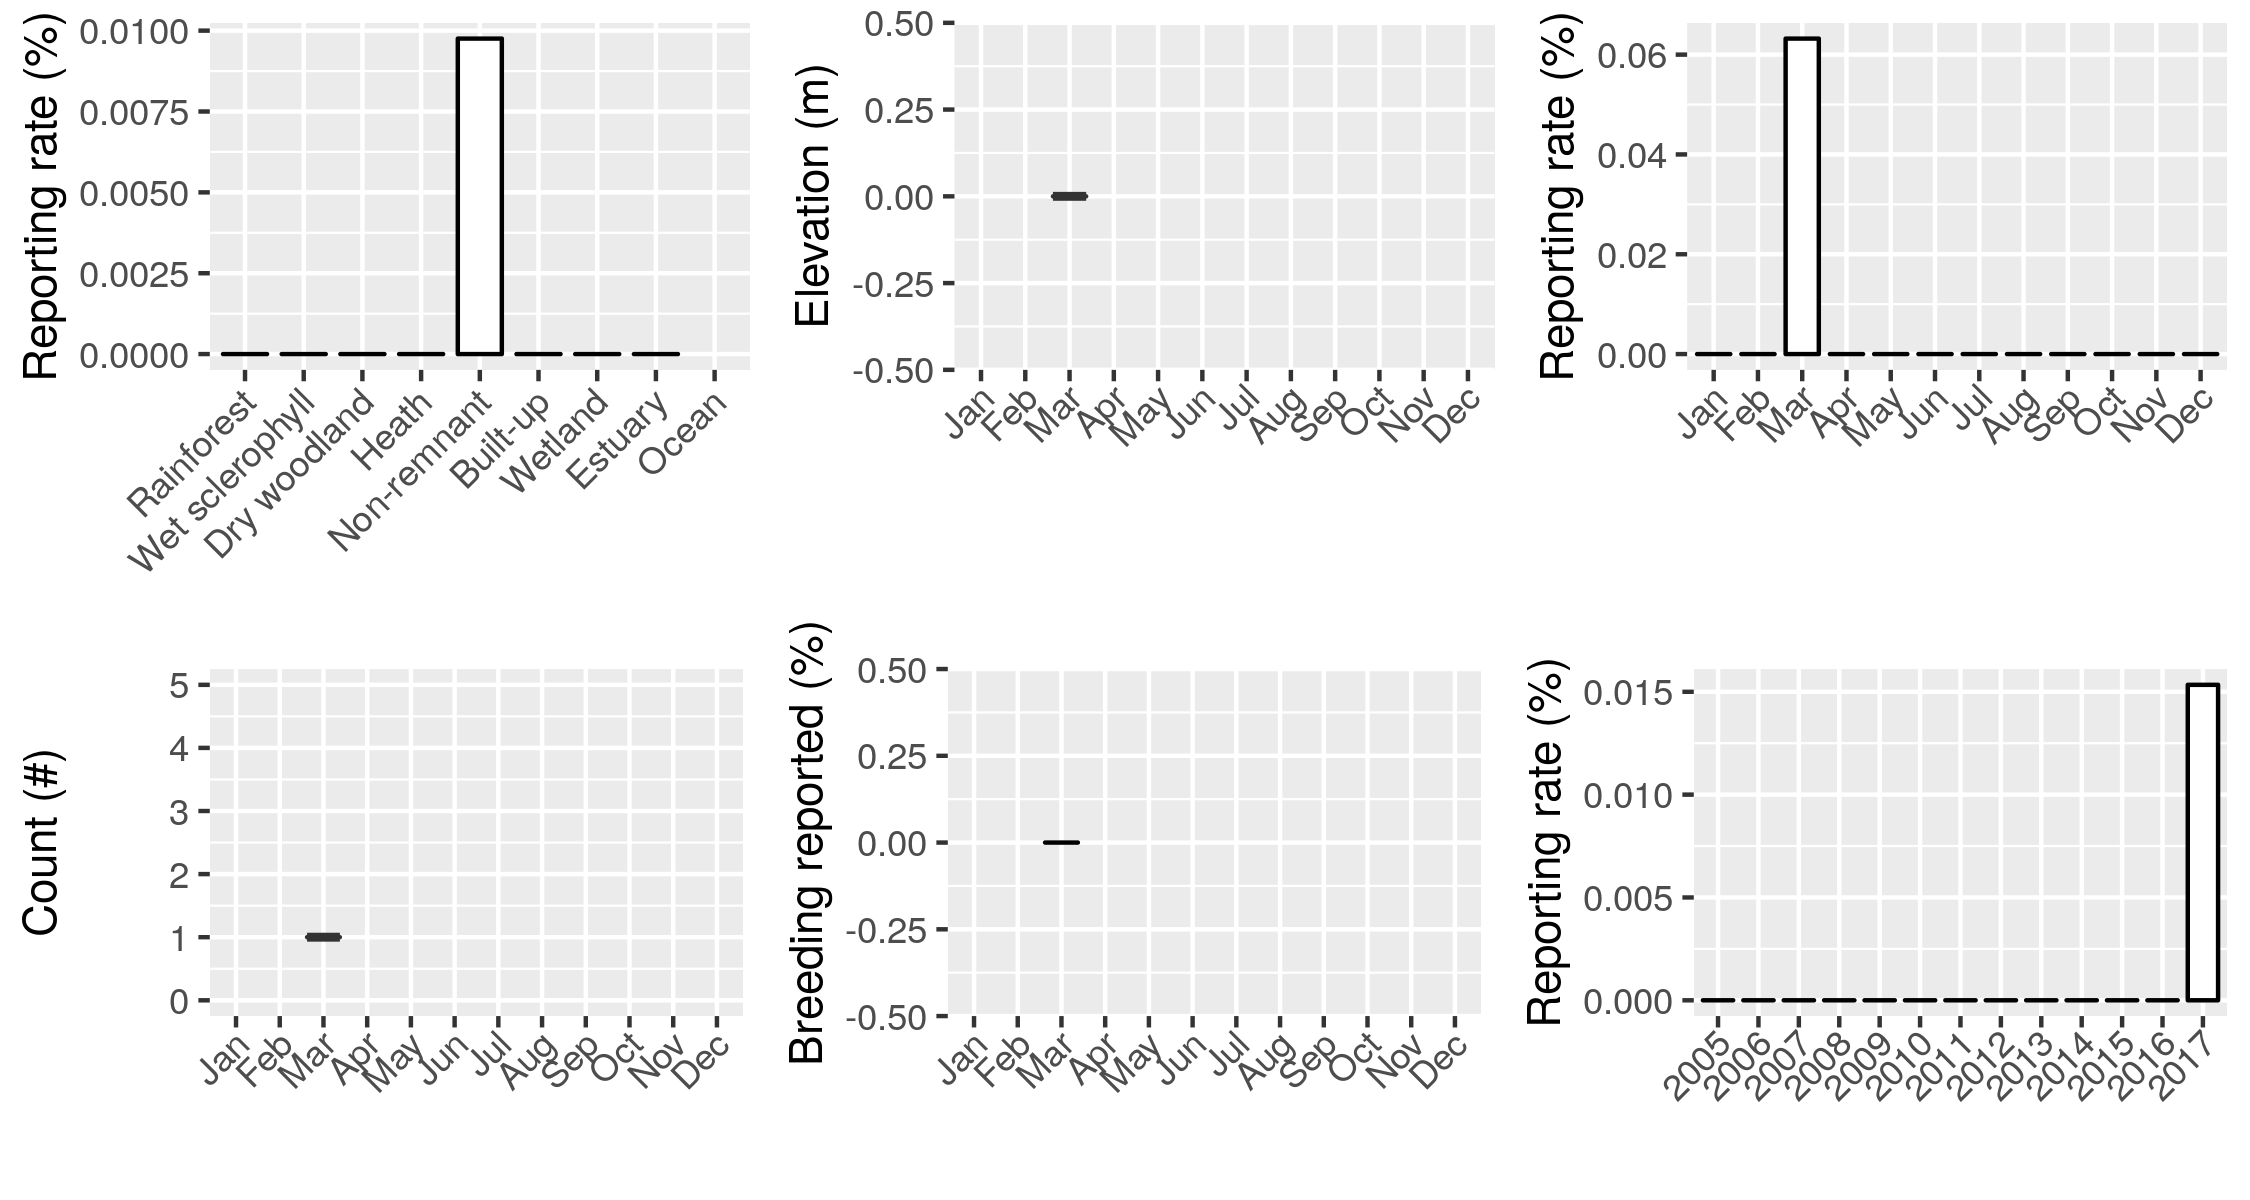 Reporting rate (%)
0.0100
0.0075
0.0050
0.0025
0.0000
Rainforest
Wet sclerophyll
Dry woodland
Heath
Non-remnant
Built-up
Wetland
Estuary
Ocean
Elevation (m)
0.50
0.25
0.00
-0.25
-0.50
Jan
Feb
Mar
Apr
May
Jun
Jul
Aug
Sep
Oct
Nov
Dec
Reporting rate (%)
0.06
0.04
0.02
0.00
Jan
Feb
Mar
Apr
May
Jun
Jul
Aug
Sep
Oct
Nov
Dec
Count (#)
5
4
3
2
1
0
Jan
Feb
Mar
Apr
May
Jun
Jul
Aug
Sep
Oct
Nov
Dec
Breeding reported (%)
0.50
0.25
0.00
-0.25
-0.50
Jan
Feb
Mar
Apr
May
Jun
Jul
Aug
Sep
Oct
Nov
Dec
Reporting rate (%)
0.015
0.010
0.005
0.000
2005
2006
2007
2008
2009
2010
2011
2012
2013
2014
2015
2016
2017